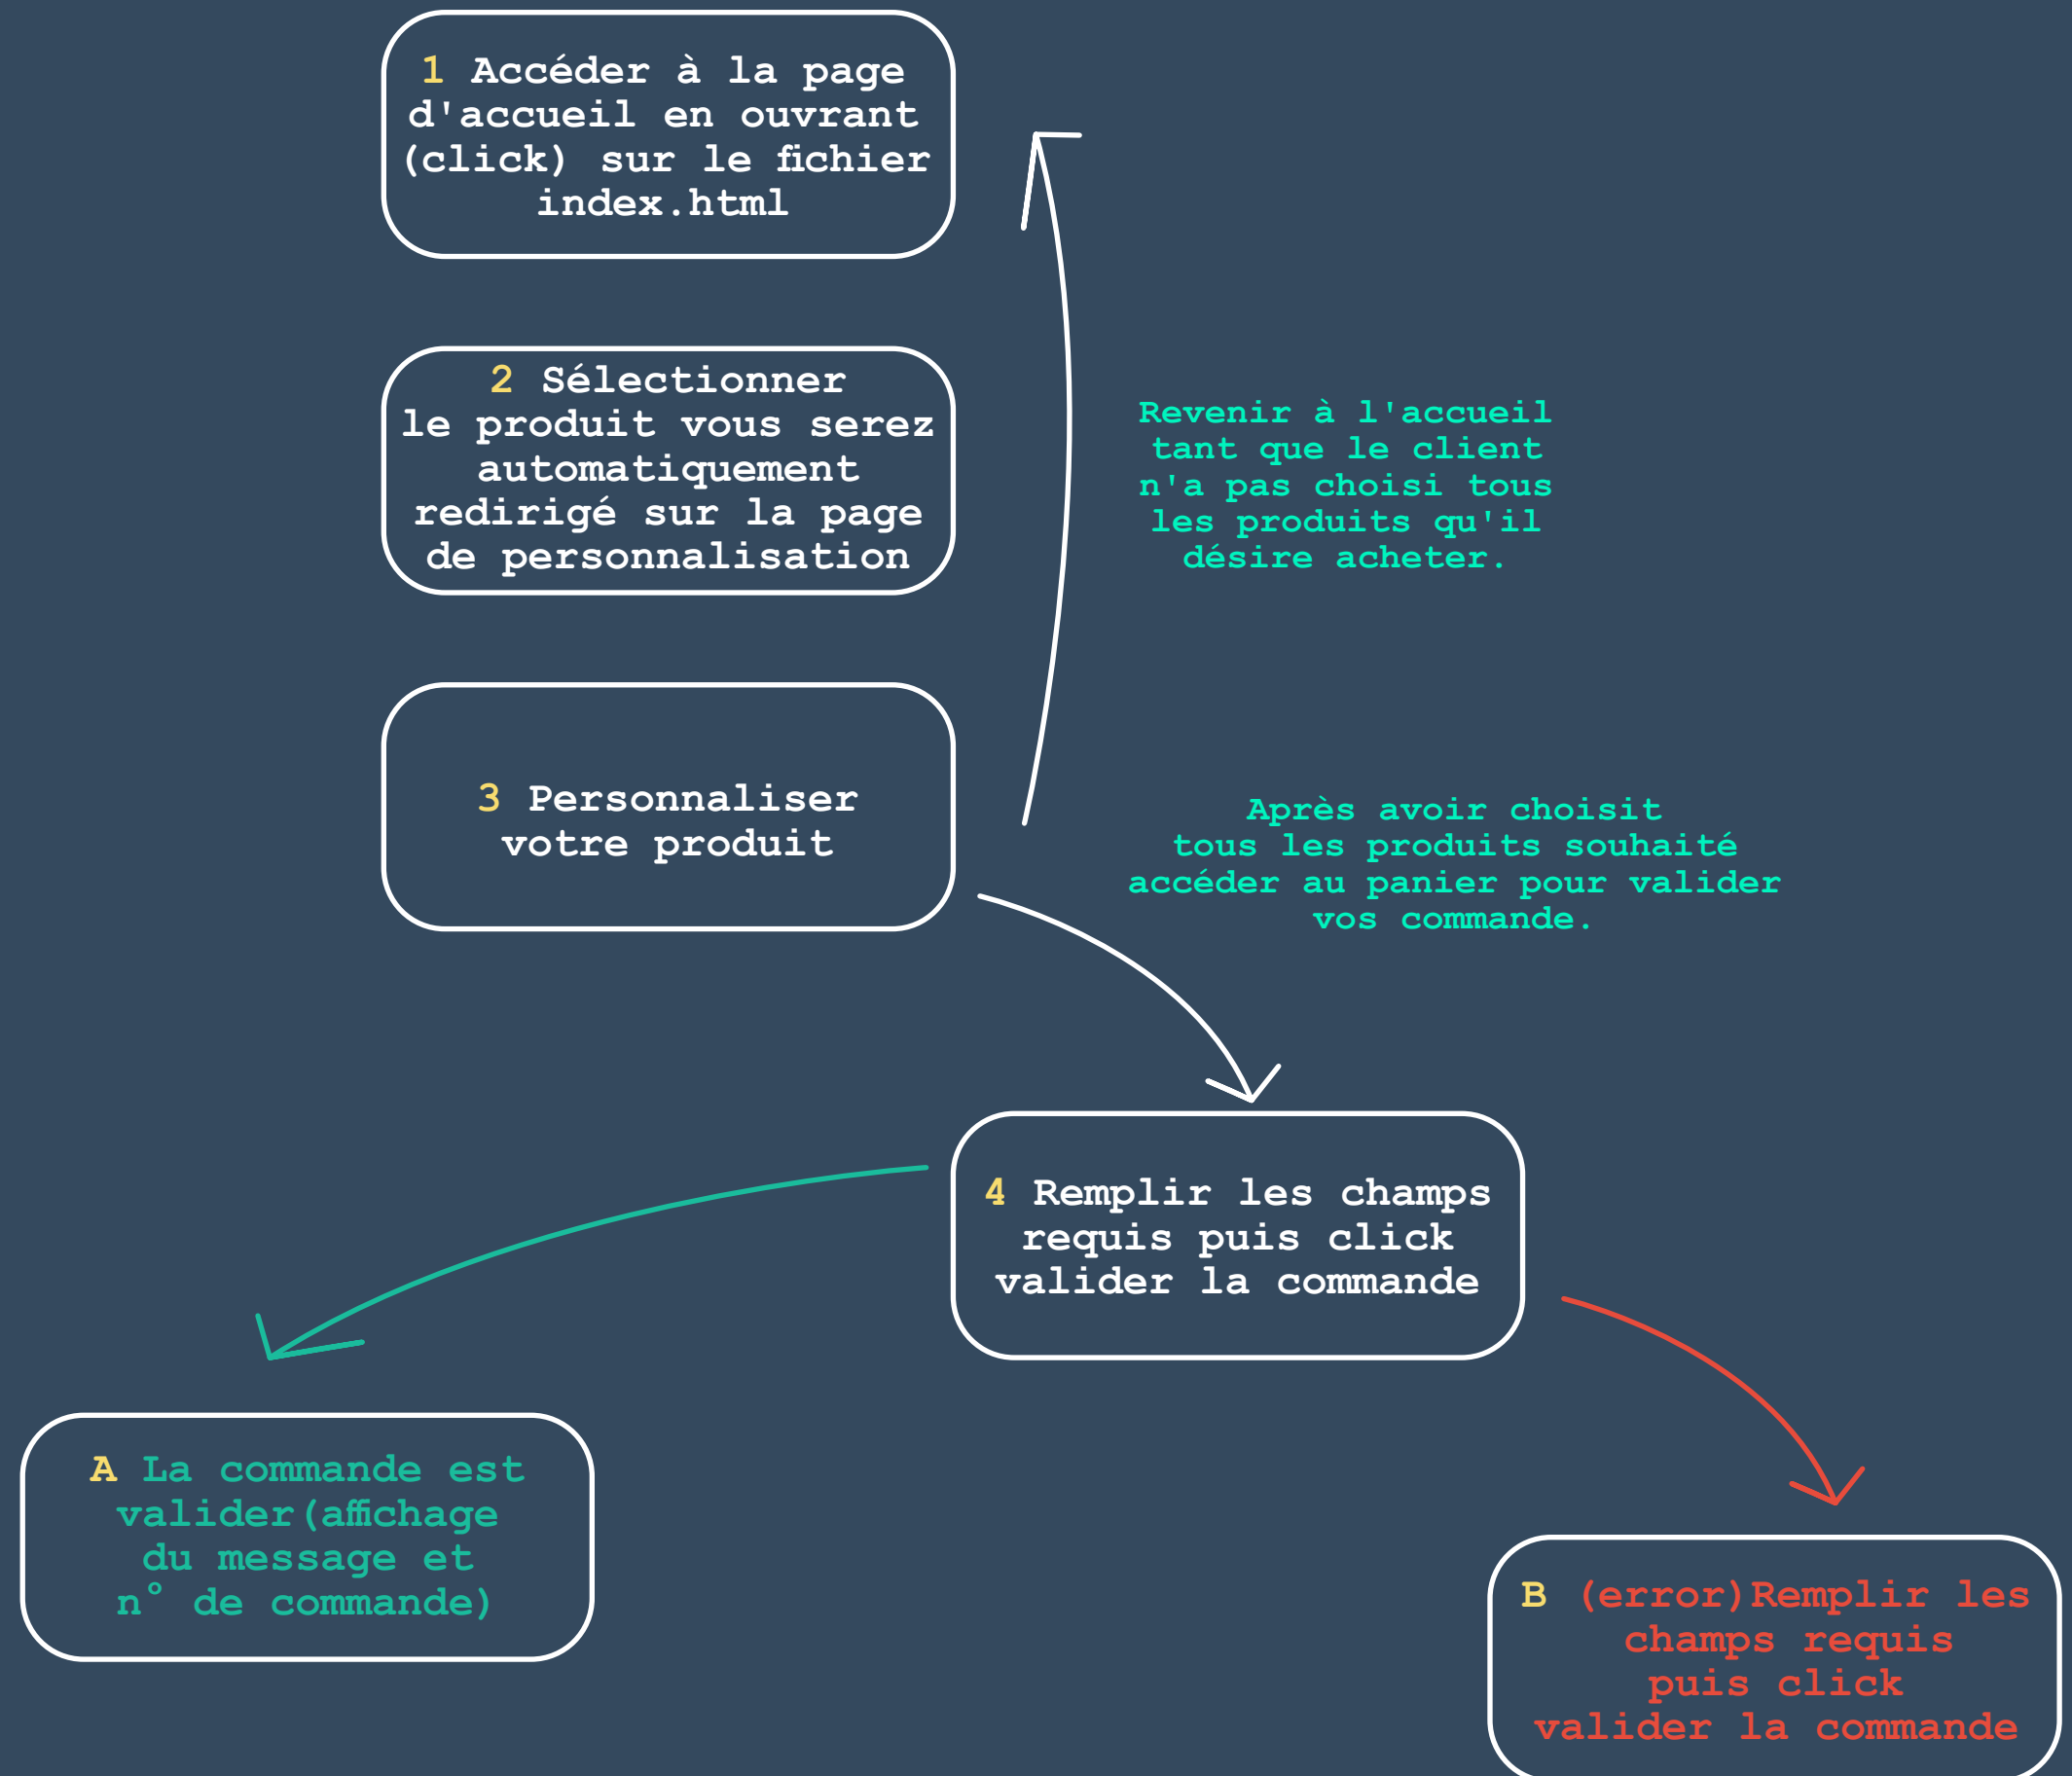 1 Accéder à la page
d'accueil en ouvrant
(click) sur le fichier
index.html
2 Sélectionner
le produit vous serez
automatiquement
redirigé sur la page
de personnalisation
Revenir à l'accueil
tant que le client
n'a pas choisi tous
les produits qu'il
désire acheter.
3 Personnaliser
votre produit
Après avoir choisit
tous les produits souhaité
accéder au panier pour valider
vos commande.
4 Remplir les champs
requis puis click
valider la commande
A La commande est
valider(affichage
du message et
n° de commande)
B (error)Remplir les
champs requis
puis click
valider la commande